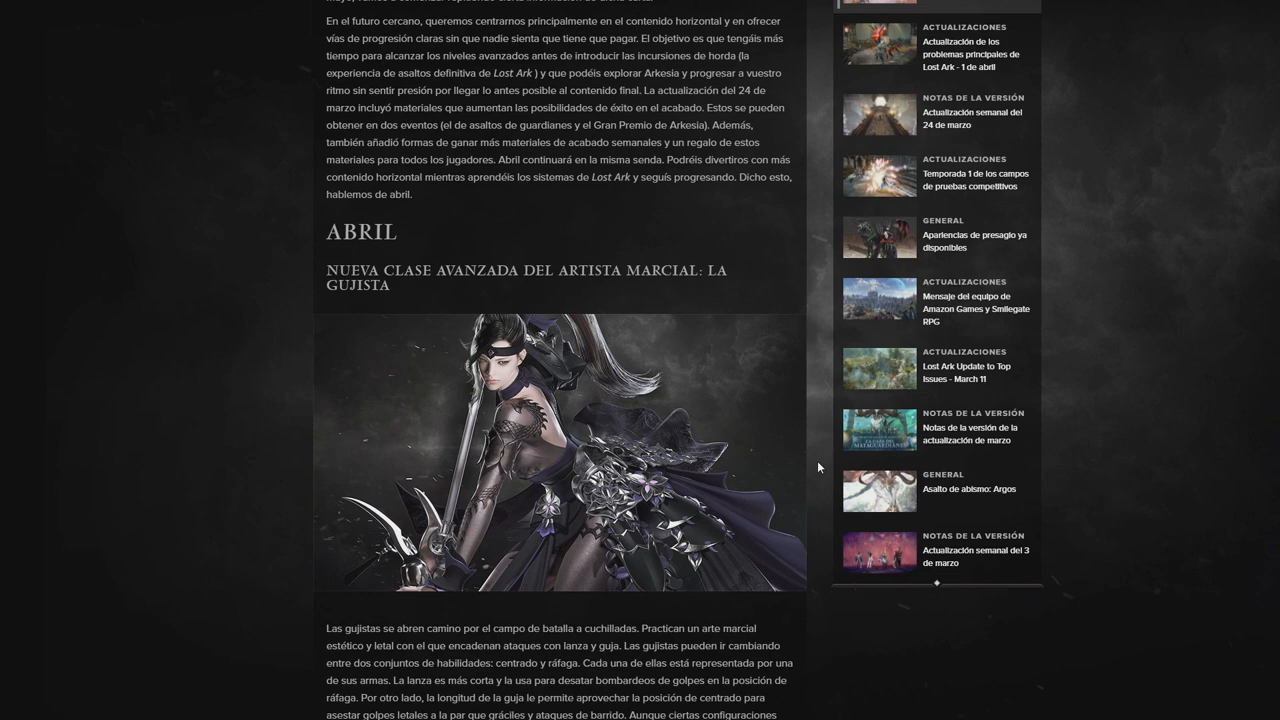 En el futuro cercano, queremos centrarnos principalmente en el contenido horizontal y en ofrecer
vías de progresión claras sin que nadie sienta que tiene que pagar. El objetivo es que tengáis más
tiempo para alcanzar los niveles avanzados antes de introducir las incursiones de horda (la
experiencia de asaltos definitiva de Lost Ark ) y que podéis explorar Arkesia y progresar a vuestro
ritmo sin sentir presión por llegar lo antes posible al contenido final. La actualización del 24 de
marzo incluyó materiales que aumentan las posibilidades de éxito en el acabado. Estos se pueden
obtener en dos eventos (el de asaltos de guardianes y el Gran Premio de Arkesia). Además,
también añadió formas de ganar más materiales de acabado semanales y un regalo de estos
materiales para todos los jugadores. Abril continuará en la misma senda. Podréis divertiros con más
contenido horizontal mientras aprendéis los sistemas de Lost Ark y seguís progresando. Dicho esto,
hablemos de abril.
ABRIL
NUEVA CLASE AVANZADA DEL ARTISTA MARCIAL: LA
GUJISTA
Las gujistas se abren camino por el campo de batalla a cuchilladas. Practican un arte marcial
estético y letal con el que encadenan ataques con lanza y guja. Las gujistas pueden ir cambiando
entre dos conjuntos de habilidades: centrado y ráfaga. Cada una de ellas está representada por una
de sus armas. La lanza es más corta y la usa para desatar bombardeos de golpes en la posición de
ráfaga. Por otro lado, la longitud de la guja le permite aprovechar la posición de centrado para
asestar golpes letales a la par que gráciles y ataques de barrido. Aunque ciertas configuraciones
ACTUALIZACIONES
Actualización de los
problemas principales de
Lost Ark - 1 de abril
NOTAS DE LA VERSIÓN
Actualización semanal del
24 de marzo
ACTUALIZACIONES
Temporada 1 de los campos
de pruebas competitivos
GENERAL
Apariencias de presagio ya
disponibles
ACTUALIZACIONES
Mensaje del equipo de
Amazon Games y Smilegate
RPG
ACTUALIZACIONES
Lost Ark Update to Top
Issues - March 11
NOTAS DE LA VERSIÓN
Notas de la versión de la
actualización de marzo
GENERAL
Asalto de abismo: Argos
NOTAS DE LA VERSIÓN
Actualización semanal del 3
de marzo